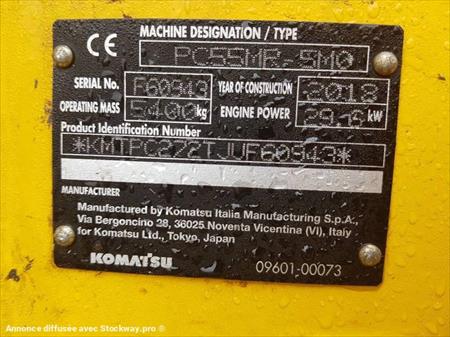 CE MACHINE DESIGNATION / TYPE
PC55MR-5M0
SERIAL No. F60943 YEAR OF CONSTRUCTION 2018
OPERATING MASS 5400 kg ENGINE POWER 29.5 kW
Product Identification Number
*KMTPC272TJUF60943*
MANUFACTURER
Manufactured by Komatsu Italia Manufacturing S.p.A.,
Via Bergoncino 28, 36025 Noventa Vicentina (VI), Italy
for Komatsu Ltd., Tokyo, Japan
KOMATSU 09601-00073
Annonce diffusée avec Stockway.pro ®